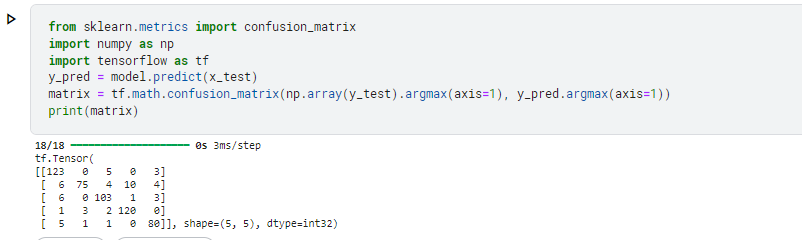 from sklearn.metrics import confusion_matrix
import numpy as np
import tensorflow as tf
y_pred = model.predict(x_test)
matrix = tf.math.confusion_matrix(np.array(y_test).argmax(axis=1), y_pred.argmax(axis=1))
print(matrix)
18/18 ━━━━━━━━━━━━━━━━━━━━ 0s 3ms/step
tf.Tensor(
[[123   0   5   0   3]
 [  6  75   4  10   4]
 [  6   0 103   1   3]
 [  1   3   2 120   0]
 [  5   1   1   0  80]], shape=(5, 5), dtype=int32)